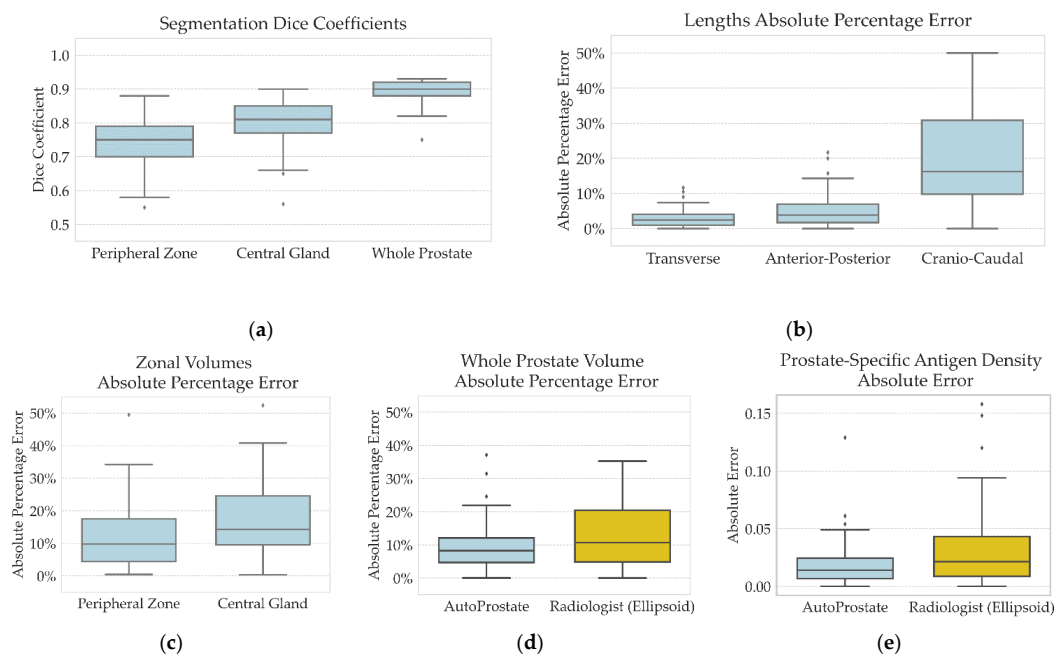 Segmentation Dice Coefficients
1.0
0.9
0.8
0.7
0.6
0.5
Dice Coefficient
Peripheral Zone Central Gland Whole Prostate
(a)
Lengths Absolute Percentage Error
50%
40%
30%
20%
10%
0%
Absolute Percentage Error
Transverse Anterior-Posterior Cranio-Caudal
(b)
Zonal Volumes
Absolute Percentage Error
50%
40%
30%
20%
10%
0%
Absolute Percentage Error
Peripheral Zone Central Gland
(c)
Whole Prostate Volume
Absolute Percentage Error
50%
40%
30%
20%
10%
0%
Absolute Percentage Error
AutoProstate Radiologist (Ellipsoid)
(d)
Prostate-Specific Antigen Density
Absolute Error
0.15
0.10
0.05
0.00
Absolute Error
AutoProstate Radiologist (Ellipsoid)
(e)